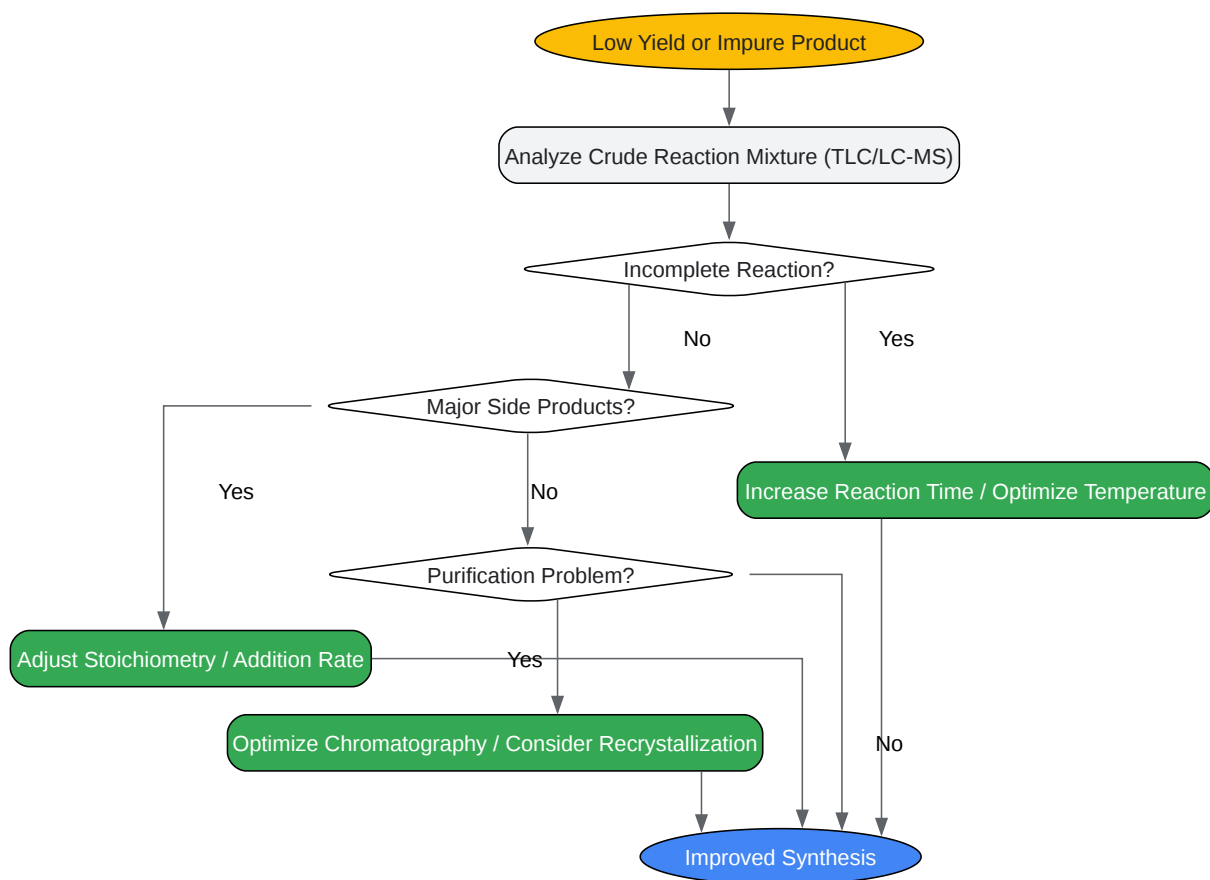 Low Yield or Impure Product
Analyze Crude Reaction Mixture (TLC/LC-MS)
Incomplete Reaction?
No
Yes
Major Side Products?
Yes
No
Increase Reaction Time / Optimize Temperature
Purification Problem?
Adjust Stoichiometry / Addition Rate
Yes
Optimize Chromatography / Consider Recrystallization
No
Improved Synthesis